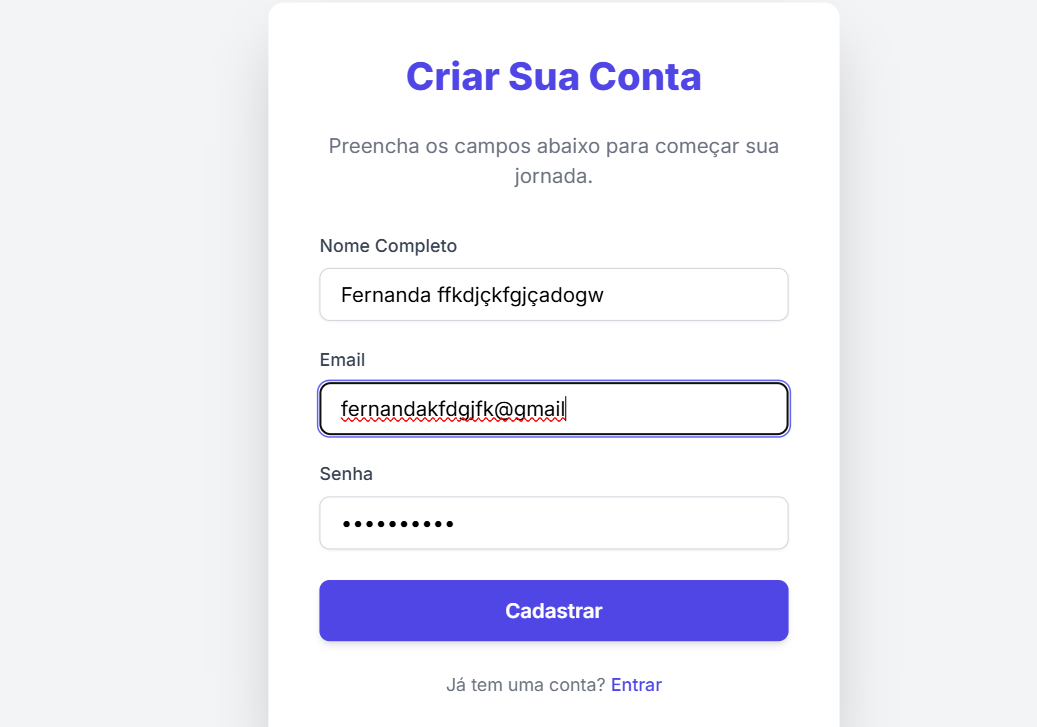 Criar Sua Conta
Preencha os campos abaixo para começar sua
jornada.
Nome Completo
Fernanda ffkdjçkfgjçadogw
Email
fernandakfdgjfk@gmail
Senha
••••••••••
Cadastrar
Já tem uma conta? Entrar